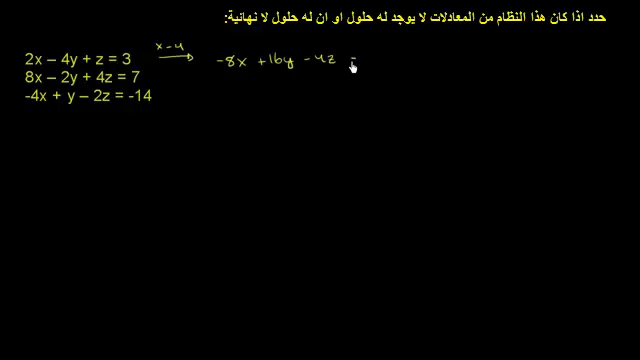 حدد اذا كان هذا النظام من المعادلات لا يوجد له حلول او ان له حلول لا نهائية:
2x – 4y + z = 3
x -4
-8x +16y -4z =
8x – 2y + 4z = 7
-4x + y – 2z = -14